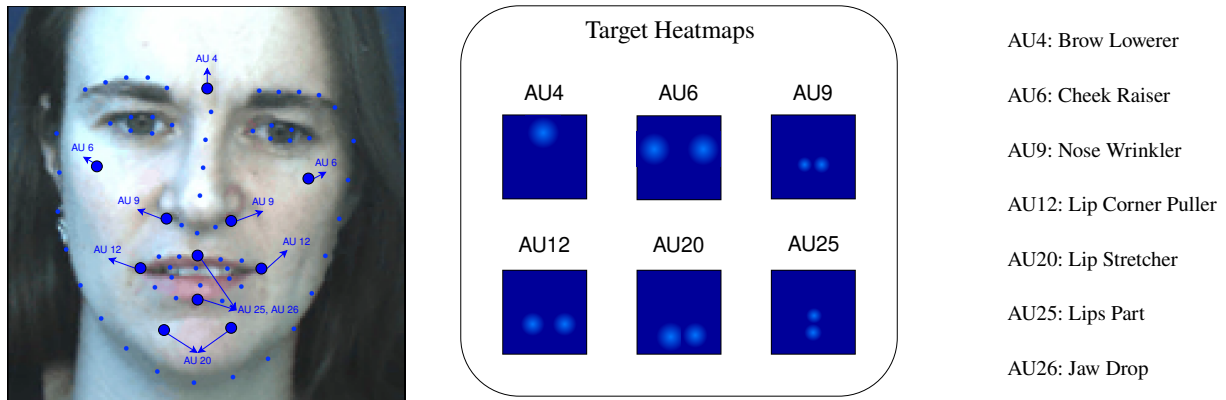 AU 4
AU 6
AU 6
AU 9
AU 9
AU 12
AU 12
AU 25, AU 26
AU 20
Target Heatmaps
AU4
AU6
AU9
AU12
AU20
AU25
AU4: Brow Lowerer
AU6: Cheek Raiser
AU9: Nose Wrinkler
AU12: Lip Corner Puller
AU20: Lip Stretcher
AU25: Lips Part
AU26: Jaw Drop